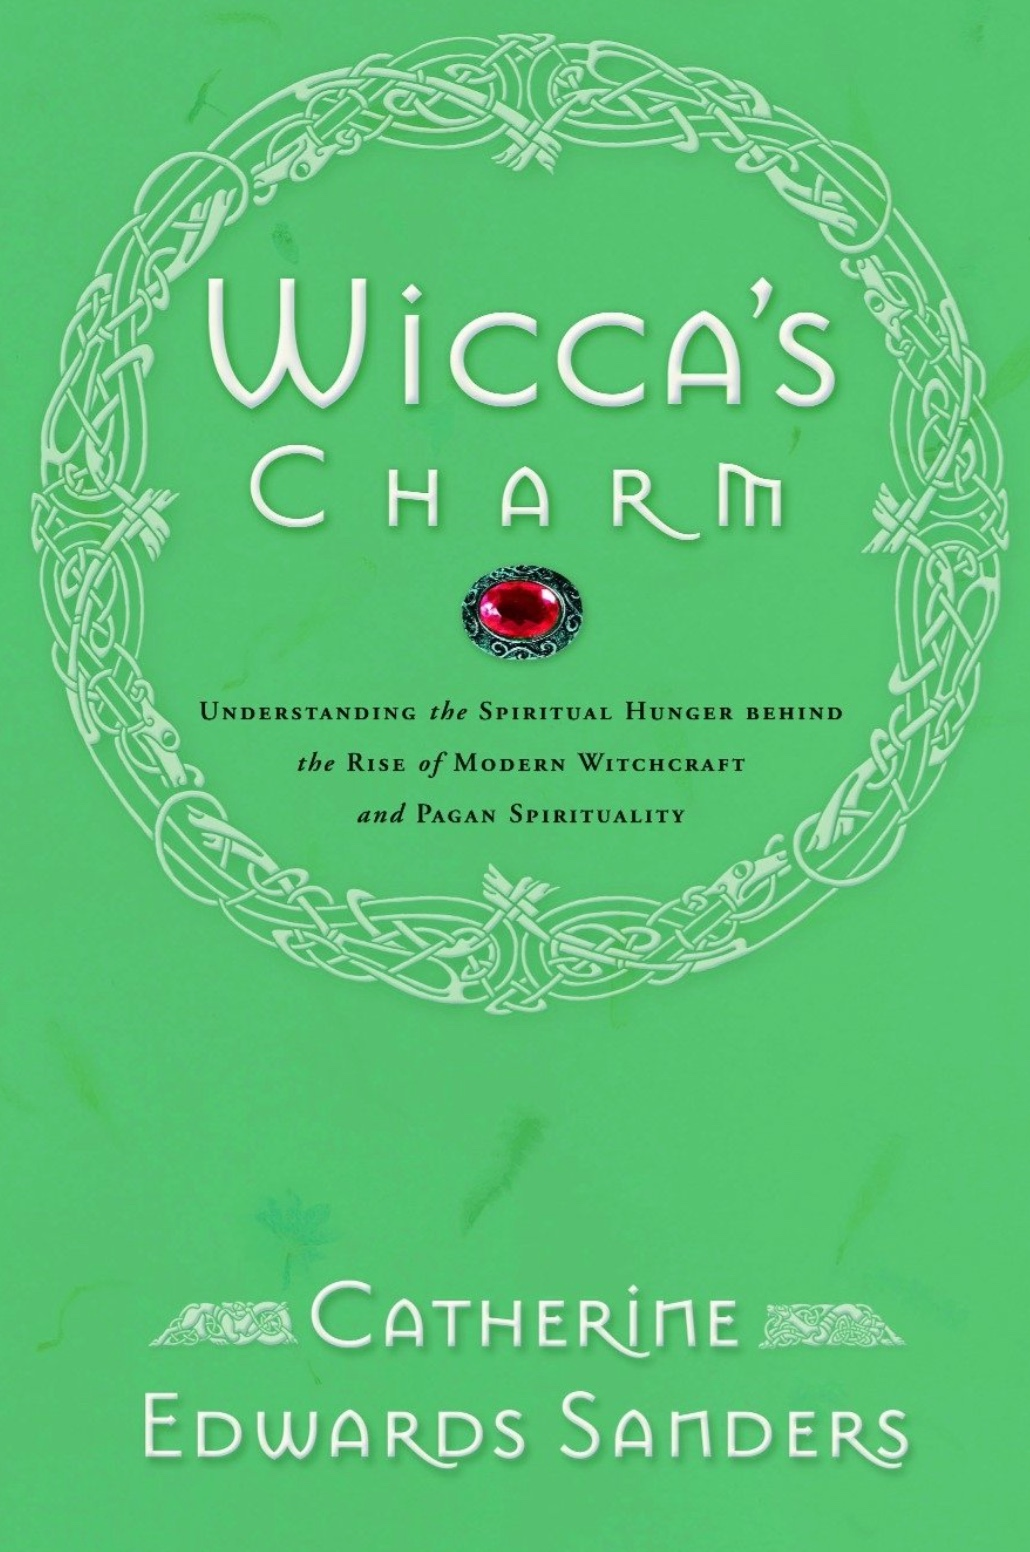 Wicca's
Charm
Understanding the Spiritual Hunger behind
the Rise of Modern Witchcraft
and Pagan Spirituality
Catherine
Edwards Sanders